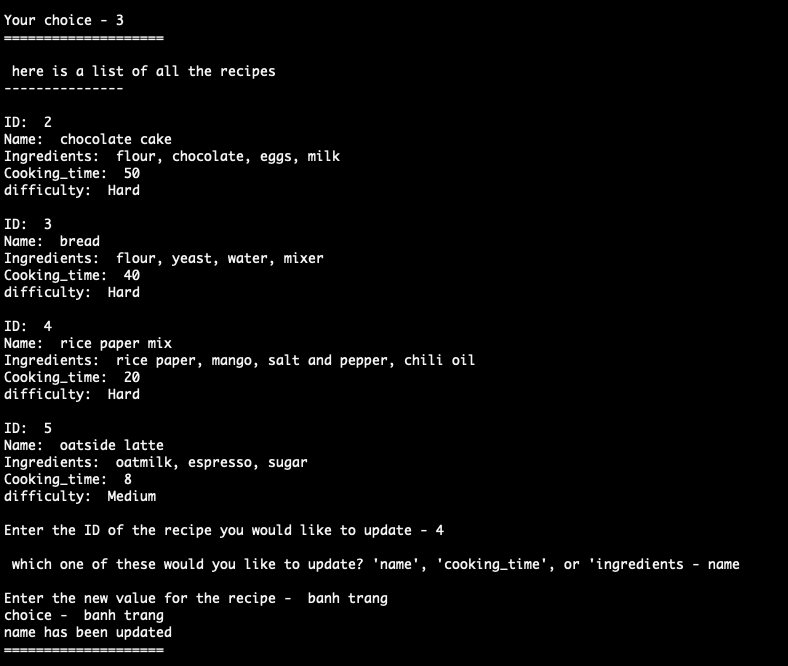 Your choice - 3
====================
here is a list of all the recipes
---------------
ID:  2
Name:  chocolate cake
Ingredients:  flour, chocolate, eggs, milk
Cooking_time:  50
difficulty:  Hard
ID:  3
Name:  bread
Ingredients:  flour, yeast, water, mixer
Cooking_time:  40
difficulty:  Hard
ID:  4
Name:  rice paper mix
Ingredients:  rice paper, mango, salt and pepper, chili oil
Cooking_time:  20
difficulty:  Hard
ID:  5
Name:  oatside latte
Ingredients:  oatmilk, espresso, sugar
Cooking_time:  8
difficulty:  Medium
Enter the ID of the recipe you would like to update - 4
which one of these would you like to update? 'name', 'cooking_time', or 'ingredients - name
Enter the new value for the recipe -  banh trang
choice -  banh trang
name has been updated
====================